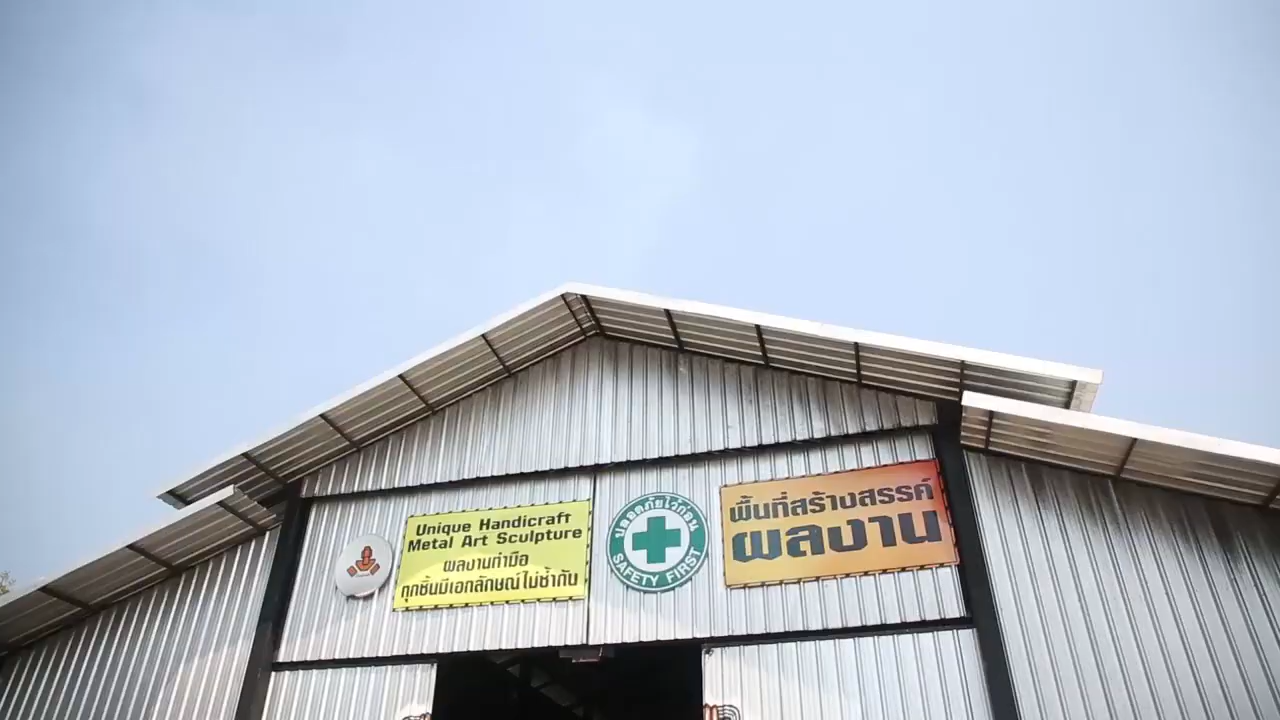 Unique Handicraft
Metal Art Sculpture
ผลงานทำมือ
ทุกชิ้นมีเอกลักษณ์ไม่ซ้ำกัน
ปลอดภัยไว้ก่อน
SAFETY FIRST
พื้นที่สร้างสรรค์
ผลงาน